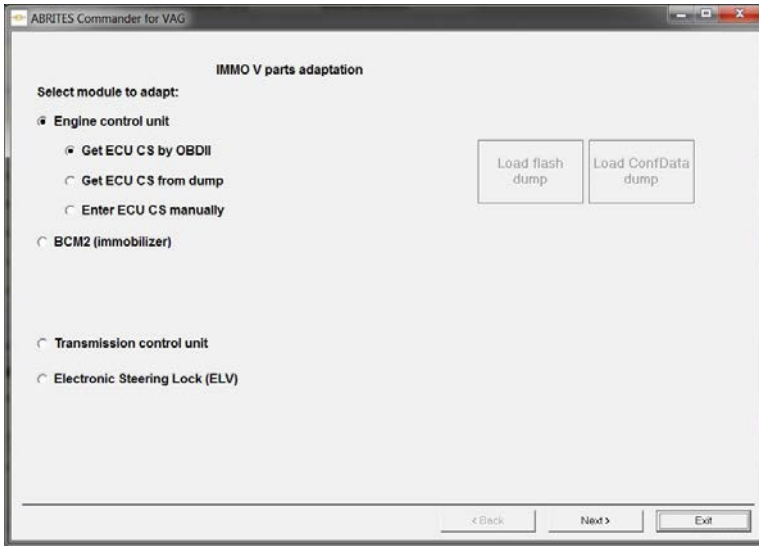 ABRITES Commander for VAG
IMMO V parts adaptation
Select module to adapt:
Engine control unit
Get ECU CS by OBDII
Get ECU CS from dump
Enter ECU CS manually
Load flash
dump
Load ConfData
dump
BCM2 (immobilizer)
Transmission control unit
Electronic Steering Lock (ELV)
< Back
Next >
Exit